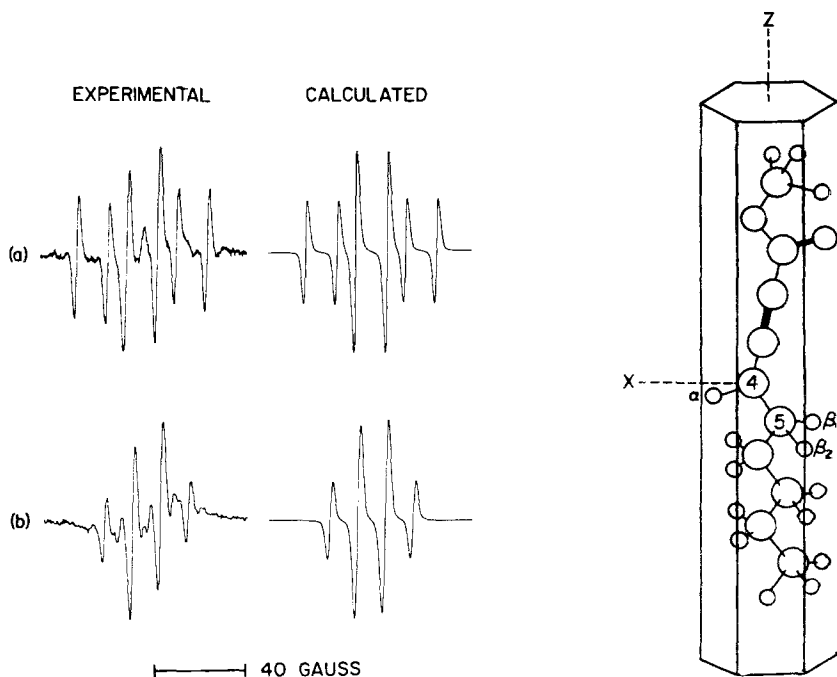 EXPERIMENTAL CALCULATED
(a)
(b)
40 GAUSS
Z
X
4
α
5
β₁
β₂